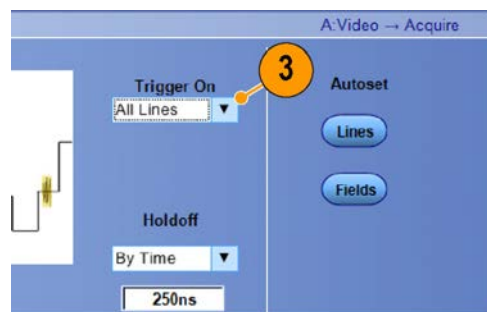 A:Video → Acquire
3
Trigger On
All Lines
Autoset
Lines
Fields
Holdoff
By Time
250ns